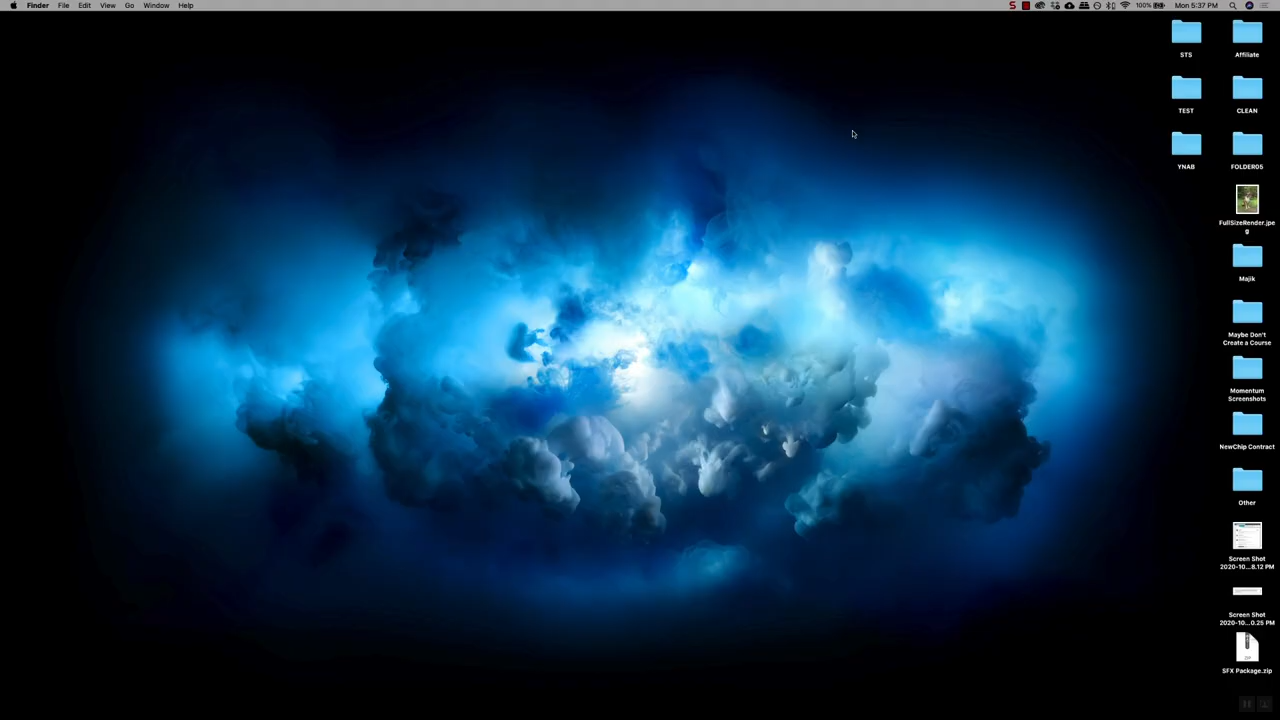 Finder File Edit View Go Window Help
100% Mon 5:37 PM
STS
Affiliate
TEST
CLEAN
YNAB
FOLDER05
FullSizeRender.jpe
g
Majik
Maybe Don't
Create a Course
Momentum
Screenshots
NewChip Contract
Other
Screen Shot
2020-10...8.12 PM
Screen Shot
2020-10...0.25 PM
SFX Package.zip